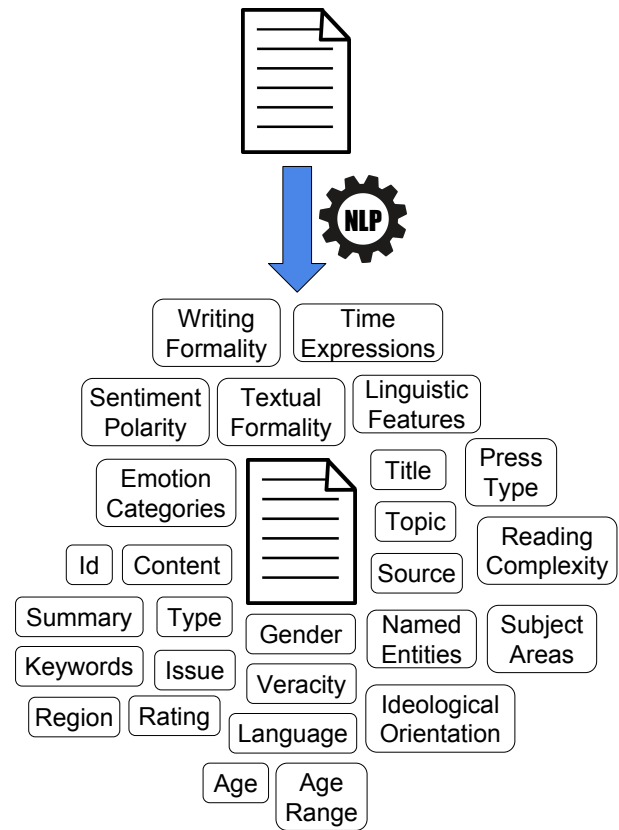 NLP
Writing
Formality
Time
Expressions
Sentiment
Polarity
Textual
Formality
Linguistic
Features
Emotion
Categories
Title
Press
Type
Topic
Reading
Complexity
Id
Content
Source
Summary
Type
Gender
Named
Entities
Subject
Areas
Keywords
Issue
Veracity
Region
Rating
Language
Ideological
Orientation
Age
Age
Range